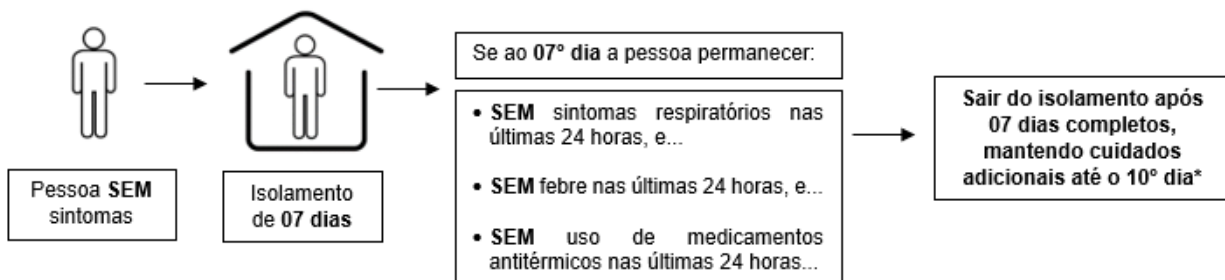 Pessoa SEM
sintomas
Isolamento
de 07 dias
Se ao 07º dia a pessoa permanecer:
• SEM sintomas respiratórios nas
últimas 24 horas, e...
• SEM febre nas últimas 24 horas, e...
• SEM uso de medicamentos
antitérmicos nas últimas 24 horas...
Sair do isolamento após
07 dias completos,
mantendo cuidados
adicionais até o 10º dia*